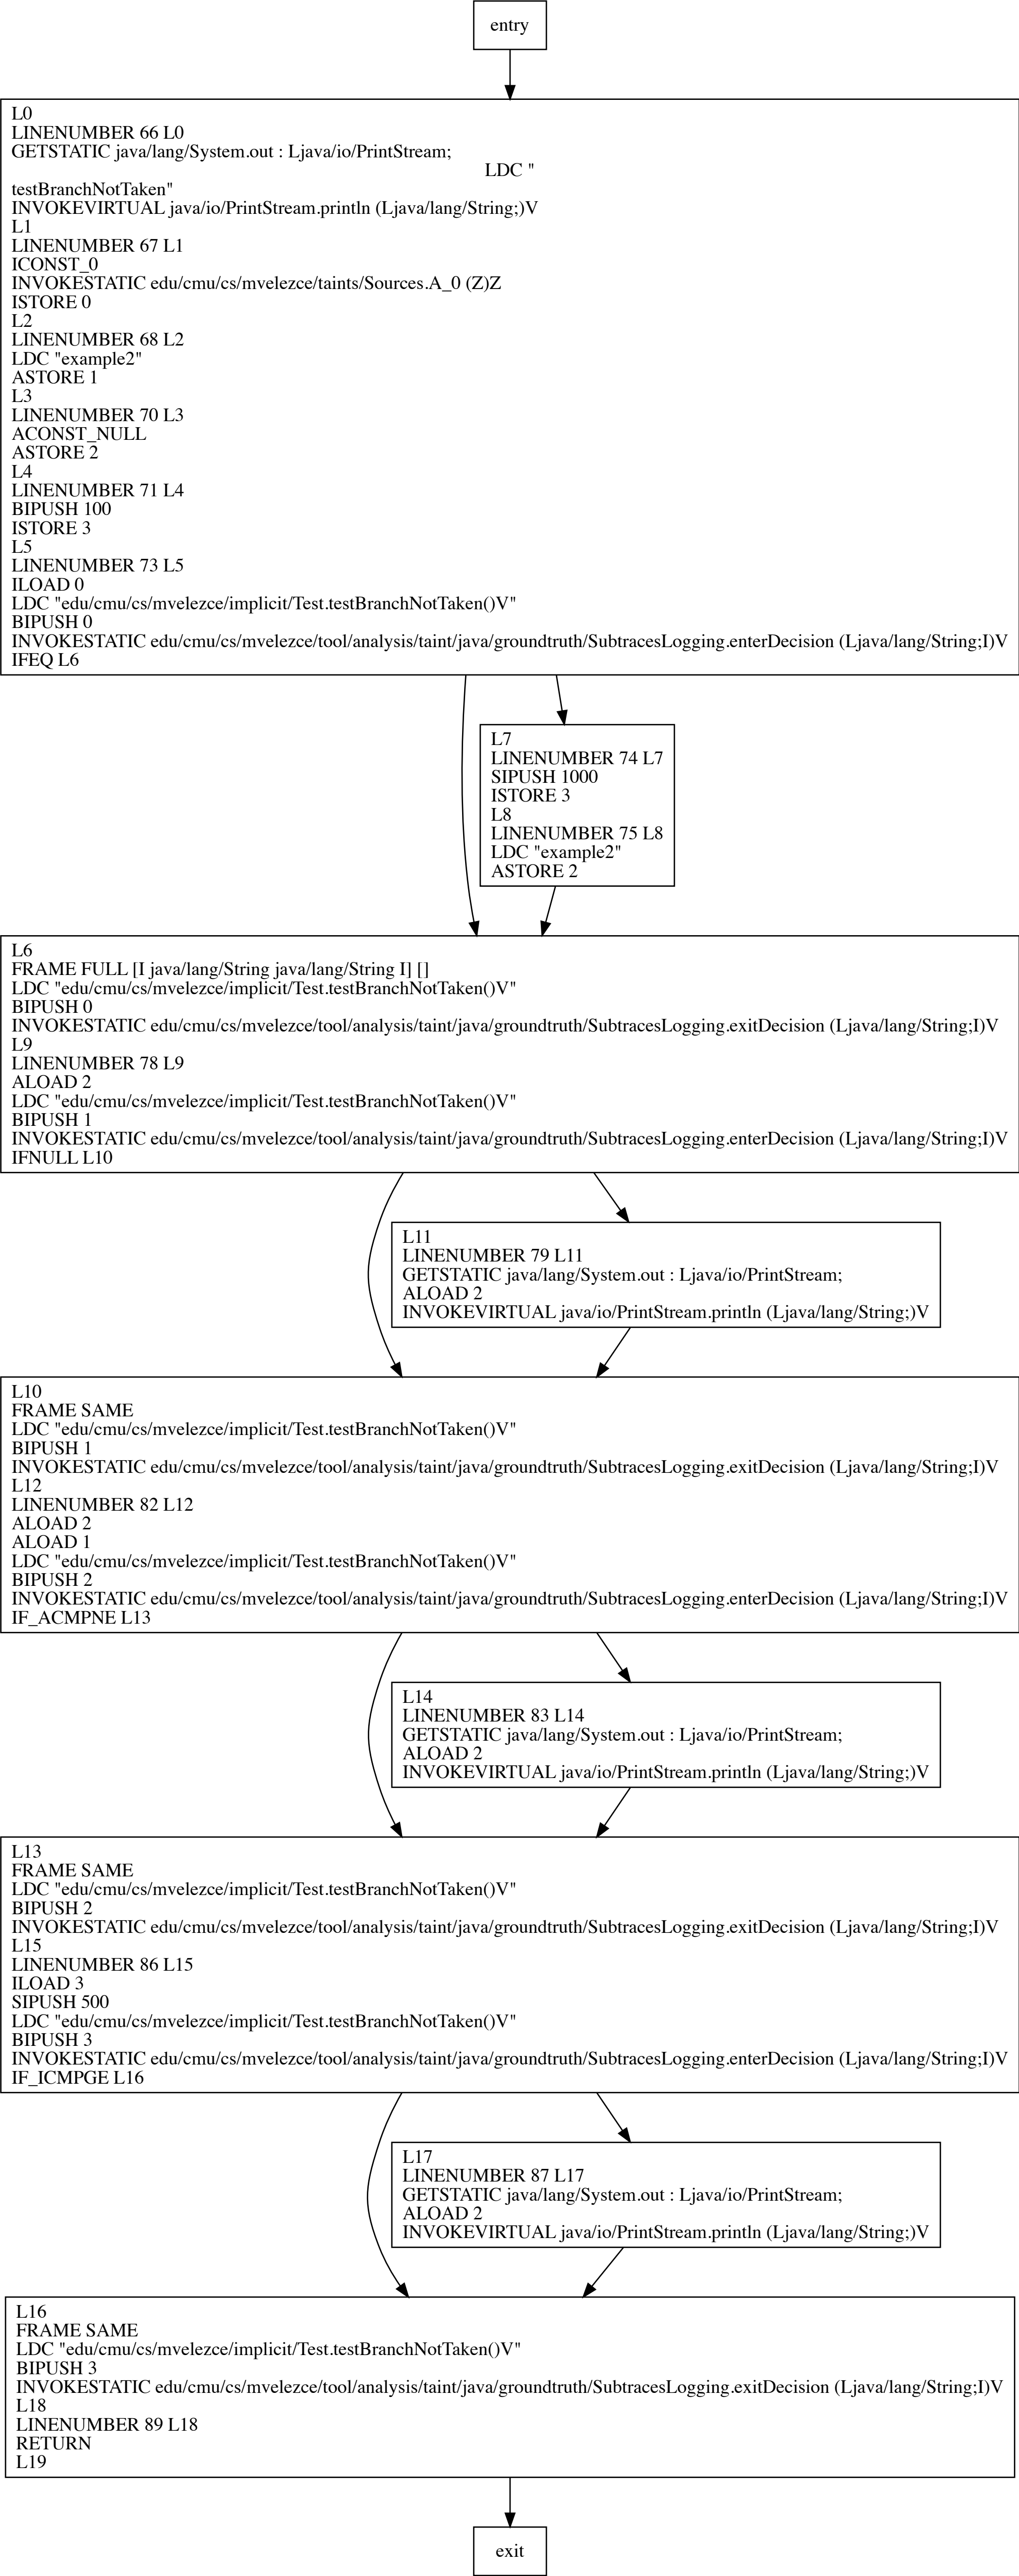 entry
L0
LINENUMBER 66 L0
GETSTATIC java/lang/System.out : Ljava/io/PrintStream;
LDC "
testBranchNotTaken"
INVOKEVIRTUAL java/io/PrintStream.println (Ljava/lang/String;)V
L1
LINENUMBER 67 L1
ICONST_0
INVOKESTATIC edu/cmu/cs/mvelezce/taints/Sources.A_0 (Z)Z
ISTORE 0
L2
LINENUMBER 68 L2
LDC "example2"
ASTORE 1
L3
LINENUMBER 70 L3
ACONST_NULL
ASTORE 2
L4
LINENUMBER 71 L4
BIPUSH 100
ISTORE 3
L5
LINENUMBER 73 L5
ILOAD 0
LDC "edu/cmu/cs/mvelezce/implicit/Test.testBranchNotTaken()V"
BIPUSH 0
INVOKESTATIC edu/cmu/cs/mvelezce/tool/analysis/taint/java/groundtruth/SubtracesLogging.enterDecision (Ljava/lang/String;I)V
IFEQ L6
L7
LINENUMBER 74 L7
SIPUSH 1000
ISTORE 3
L8
LINENUMBER 75 L8
LDC "example2"
ASTORE 2
L6
FRAME FULL [I java/lang/String java/lang/String I] []
LDC "edu/cmu/cs/mvelezce/implicit/Test.testBranchNotTaken()V"
BIPUSH 0
INVOKESTATIC edu/cmu/cs/mvelezce/tool/analysis/taint/java/groundtruth/SubtracesLogging.exitDecision (Ljava/lang/String;I)V
L9
LINENUMBER 78 L9
ALOAD 2
LDC "edu/cmu/cs/mvelezce/implicit/Test.testBranchNotTaken()V"
BIPUSH 1
INVOKESTATIC edu/cmu/cs/mvelezce/tool/analysis/taint/java/groundtruth/SubtracesLogging.enterDecision (Ljava/lang/String;I)V
IFNULL L10
L11
LINENUMBER 79 L11
GETSTATIC java/lang/System.out : Ljava/io/PrintStream;
ALOAD 2
INVOKEVIRTUAL java/io/PrintStream.println (Ljava/lang/String;)V
L10
FRAME SAME
LDC "edu/cmu/cs/mvelezce/implicit/Test.testBranchNotTaken()V"
BIPUSH 1
INVOKESTATIC edu/cmu/cs/mvelezce/tool/analysis/taint/java/groundtruth/SubtracesLogging.exitDecision (Ljava/lang/String;I)V
L12
LINENUMBER 82 L12
ALOAD 2
ALOAD 1
LDC "edu/cmu/cs/mvelezce/implicit/Test.testBranchNotTaken()V"
BIPUSH 2
INVOKESTATIC edu/cmu/cs/mvelezce/tool/analysis/taint/java/groundtruth/SubtracesLogging.enterDecision (Ljava/lang/String;I)V
IF_ACMPNE L13
L14
LINENUMBER 83 L14
GETSTATIC java/lang/System.out : Ljava/io/PrintStream;
ALOAD 2
INVOKEVIRTUAL java/io/PrintStream.println (Ljava/lang/String;)V
L13
FRAME SAME
LDC "edu/cmu/cs/mvelezce/implicit/Test.testBranchNotTaken()V"
BIPUSH 2
INVOKESTATIC edu/cmu/cs/mvelezce/tool/analysis/taint/java/groundtruth/SubtracesLogging.exitDecision (Ljava/lang/String;I)V
L15
LINENUMBER 86 L15
ILOAD 3
SIPUSH 500
LDC "edu/cmu/cs/mvelezce/implicit/Test.testBranchNotTaken()V"
BIPUSH 3
INVOKESTATIC edu/cmu/cs/mvelezce/tool/analysis/taint/java/groundtruth/SubtracesLogging.enterDecision (Ljava/lang/String;I)V
IF_ICMPGE L16
L17
LINENUMBER 87 L17
GETSTATIC java/lang/System.out : Ljava/io/PrintStream;
ALOAD 2
INVOKEVIRTUAL java/io/PrintStream.println (Ljava/lang/String;)V
L16
FRAME SAME
LDC "edu/cmu/cs/mvelezce/implicit/Test.testBranchNotTaken()V"
BIPUSH 3
INVOKESTATIC edu/cmu/cs/mvelezce/tool/analysis/taint/java/groundtruth/SubtracesLogging.exitDecision (Ljava/lang/String;I)V
L18
LINENUMBER 89 L18
RETURN
L19
exit